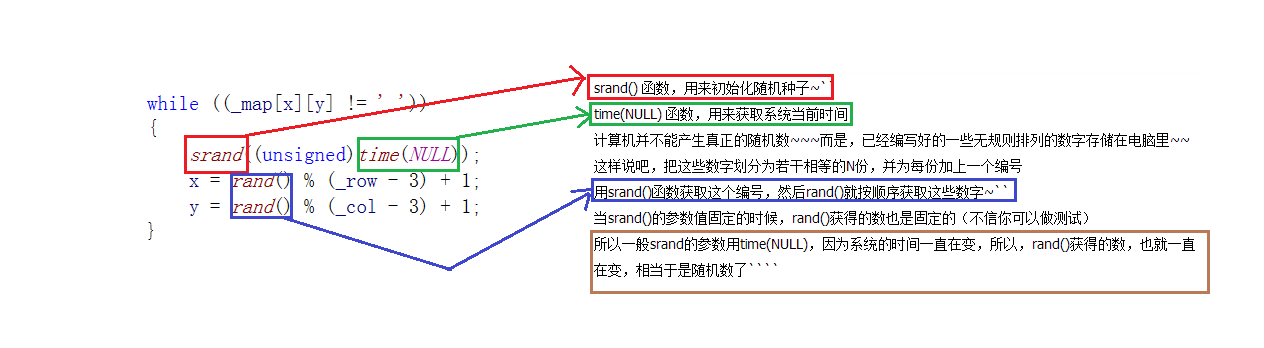 while ((_map[x][y] != ' '))
{
srand((unsigned)time(NULL));
x = rand() % (_row - 3) + 1;
y = rand() % (_col - 3) + 1;
}
srand() 函数，用来初始化随机种子~``
time(NULL) 函数，用来获取系统当前时间
计算机并不能产生真正的随机数~~~而是，已经编写好的一些无规则排列的数字存储在电脑里~~
这样说吧，把这些数字划分为若干相等的N份，并为每份加上一个编号
用srand()函数获取这个编号，然后rand()就按顺序获取这些数字~``
当srand()的参数值固定的时候，rand()获得的数也是固定的（不信你可以做测试）
所以一般srand的参数用time(NULL)，因为系统的时间一直在变，所以，rand()获得的数，也就一直
在变，相当于是随机数了````